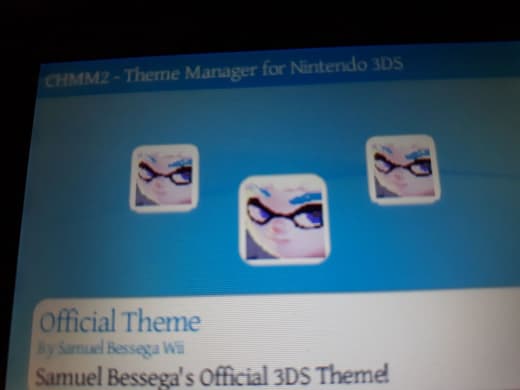 CHMM2 - Theme Manager for Nintendo 3DS
Official Theme
By Samuel Bessega Wii
Samuel Bessega's Official 3DS Theme!